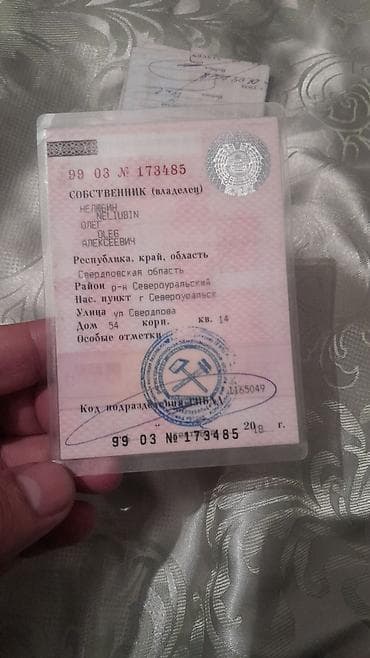 99 03 № 173485
СОБСТВЕННИК (владелец)
НЕЛЮБИН
NELIUBIN
ОЛЕГ
OLEG
АЛЕКСЕЕВИЧ
Республика, край, область
Свердловская область
Район р-н Североуральский
Нас. пункт г Североуральск
Улица ул Свердлова
Дом 54 корп. кв. 14
Особые отметки
1165049
Код подразделения ГИБДД
" 20 18 г.
99 03 № 173485